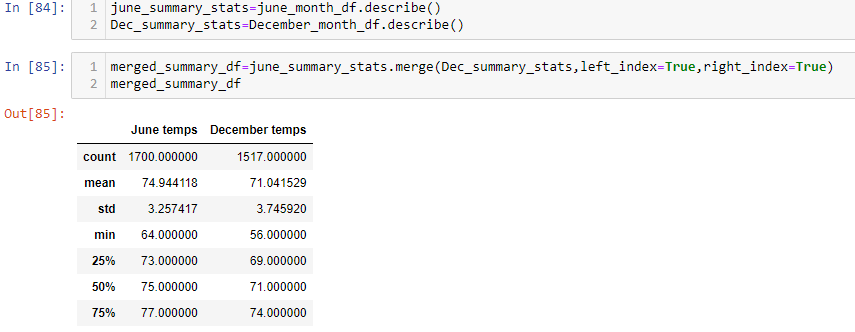 In [84]: 1 june_summary_stats=june_month_df.describe()
2 Dec_summary_stats=December_month_df.describe()
In [85]: 1 merged_summary_df=june_summary_stats.merge(Dec_summary_stats,left_index=True,right_index=True)
2 merged_summary_df
Out[85]:
June temps December temps
count 1700.000000 1517.000000
mean 74.944118 71.041529
std 3.257417 3.745920
min 64.000000 56.000000
25% 73.000000 69.000000
50% 75.000000 71.000000
75% 77.000000 74.000000